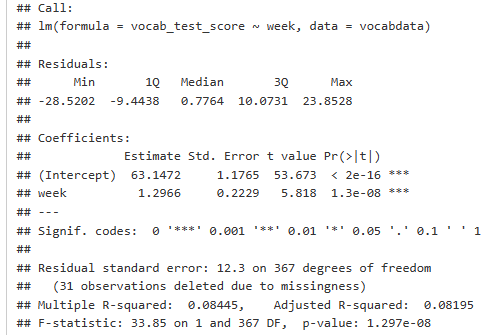 ## Call:
## lm(formula = vocab_test_score ~ week, data = vocabdata)
##
## Residuals:
##      Min       1Q   Median       3Q      Max
## -28.5202  -9.4438   0.7764  10.0731  23.8528
##
## Coefficients:
##             Estimate Std. Error t value Pr(>|t|)
## (Intercept)  63.1472     1.1765  53.673  < 2e-16 ***
## week          1.2966     0.2229   5.818  1.3e-08 ***
## ---
## Signif. codes:  0 '***' 0.001 '**' 0.01 '*' 0.05 '.' 0.1 ' ' 1
##
## Residual standard error: 12.3 on 367 degrees of freedom
##   (31 observations deleted due to missingness)
## Multiple R-squared:  0.08445,    Adjusted R-squared:  0.08195
## F-statistic: 33.85 on 1 and 367 DF,  p-value: 1.297e-08